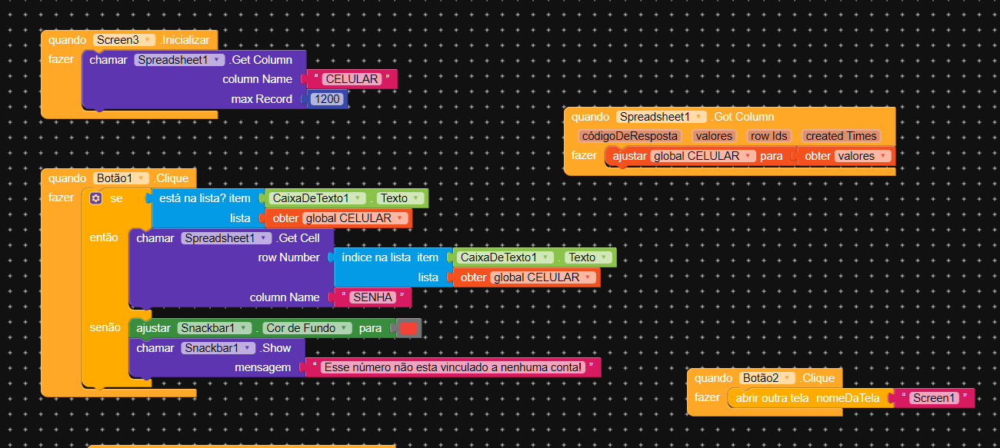 quando Screen3 .Inicializar
fazer chamar Spreadsheet1 .Get Column
column Name " CELULAR "
max Record 1200
quando Spreadsheet1 .Got Column
códigoDeResposta valores row Ids created Times
fazer ajustar global CELULAR para obter valores
quando Botão1 .Clique
fazer se está na lista? item CaixaDeTexto1 . Texto
lista obter global CELULAR
então chamar Spreadsheet1 .Get Cell
row Number índice na lista item CaixaDeTexto1 . Texto
lista obter global CELULAR
column Name " SENHA "
senão ajustar Snackbar1 . Cor de Fundo para
chamar Snackbar1 .Show
mensagem " Esse número não esta vinculado a nenhuma conta! "
quando Botão2 .Clique
fazer abrir outra tela nomeDaTela " Screen1 "